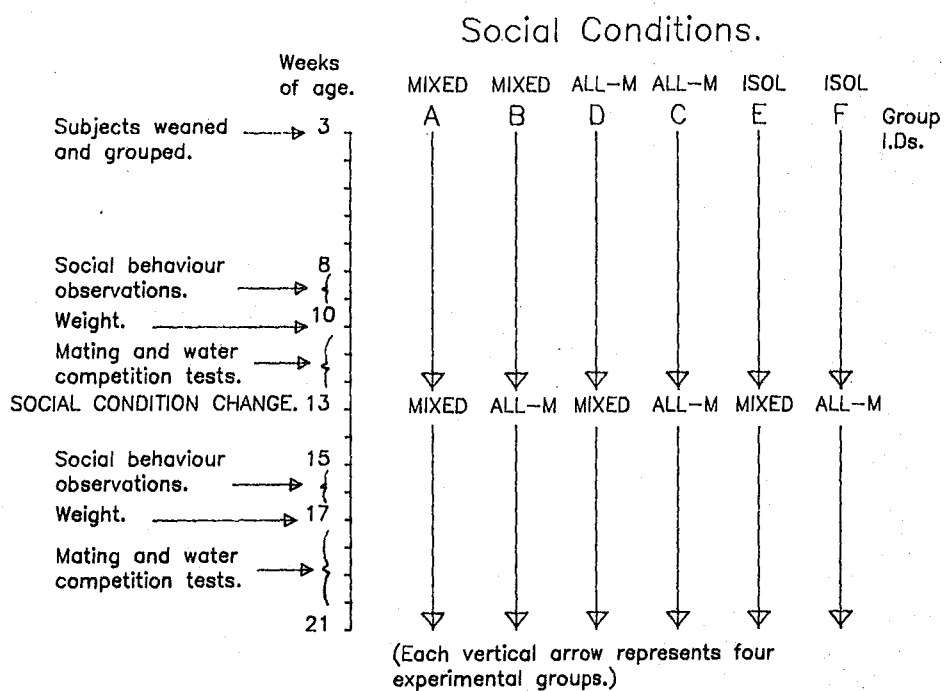 Social Conditions.
Weeks
of age.
MIXED MIXED ALL-M ALL-M ISOL ISOL
A B D C E F Group
I.Ds.
Subjects weaned 3
and grouped.
Social behaviour 8
observations.
Weight. 10
Mating and water
competition tests.
SOCIAL CONDITION CHANGE. 13 MIXED ALL-M MIXED ALL-M MIXED ALL-M
Social behaviour 15
observations.
Weight. 17
Mating and water
competition tests.
21
(Each vertical arrow represents four
experimental groups.)